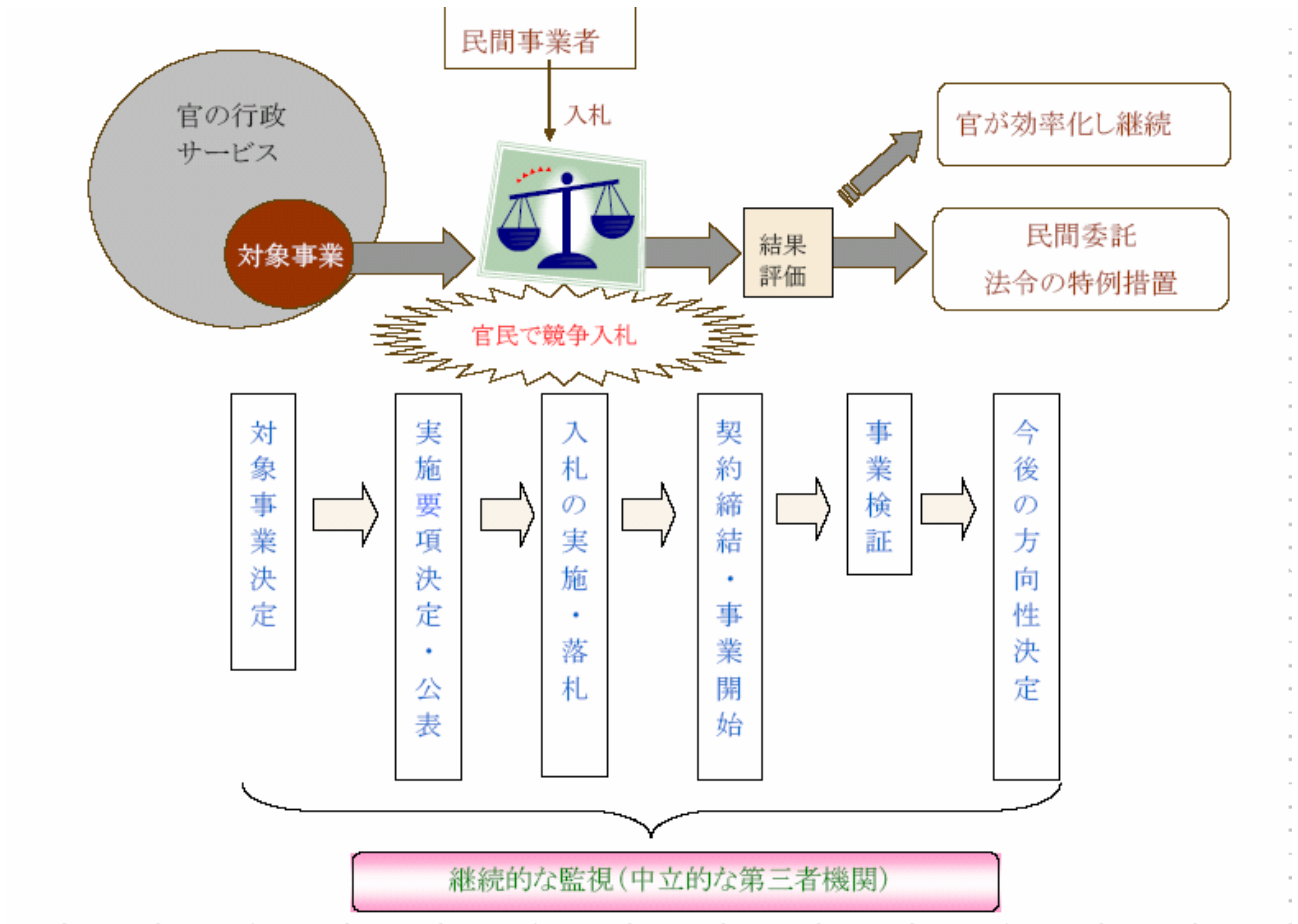 民間事業者
入札
官の行政
サービス
対象事業
官民で競争入札
結果
評価
官が効率化し継続
民間委託
法令の特例措置
対象事業決定
実施要項決定・公表
入札の実施・落札
契約締結・事業開始
事業検証
今後の方向性決定
継続的な監視(中立的な第三者機関)